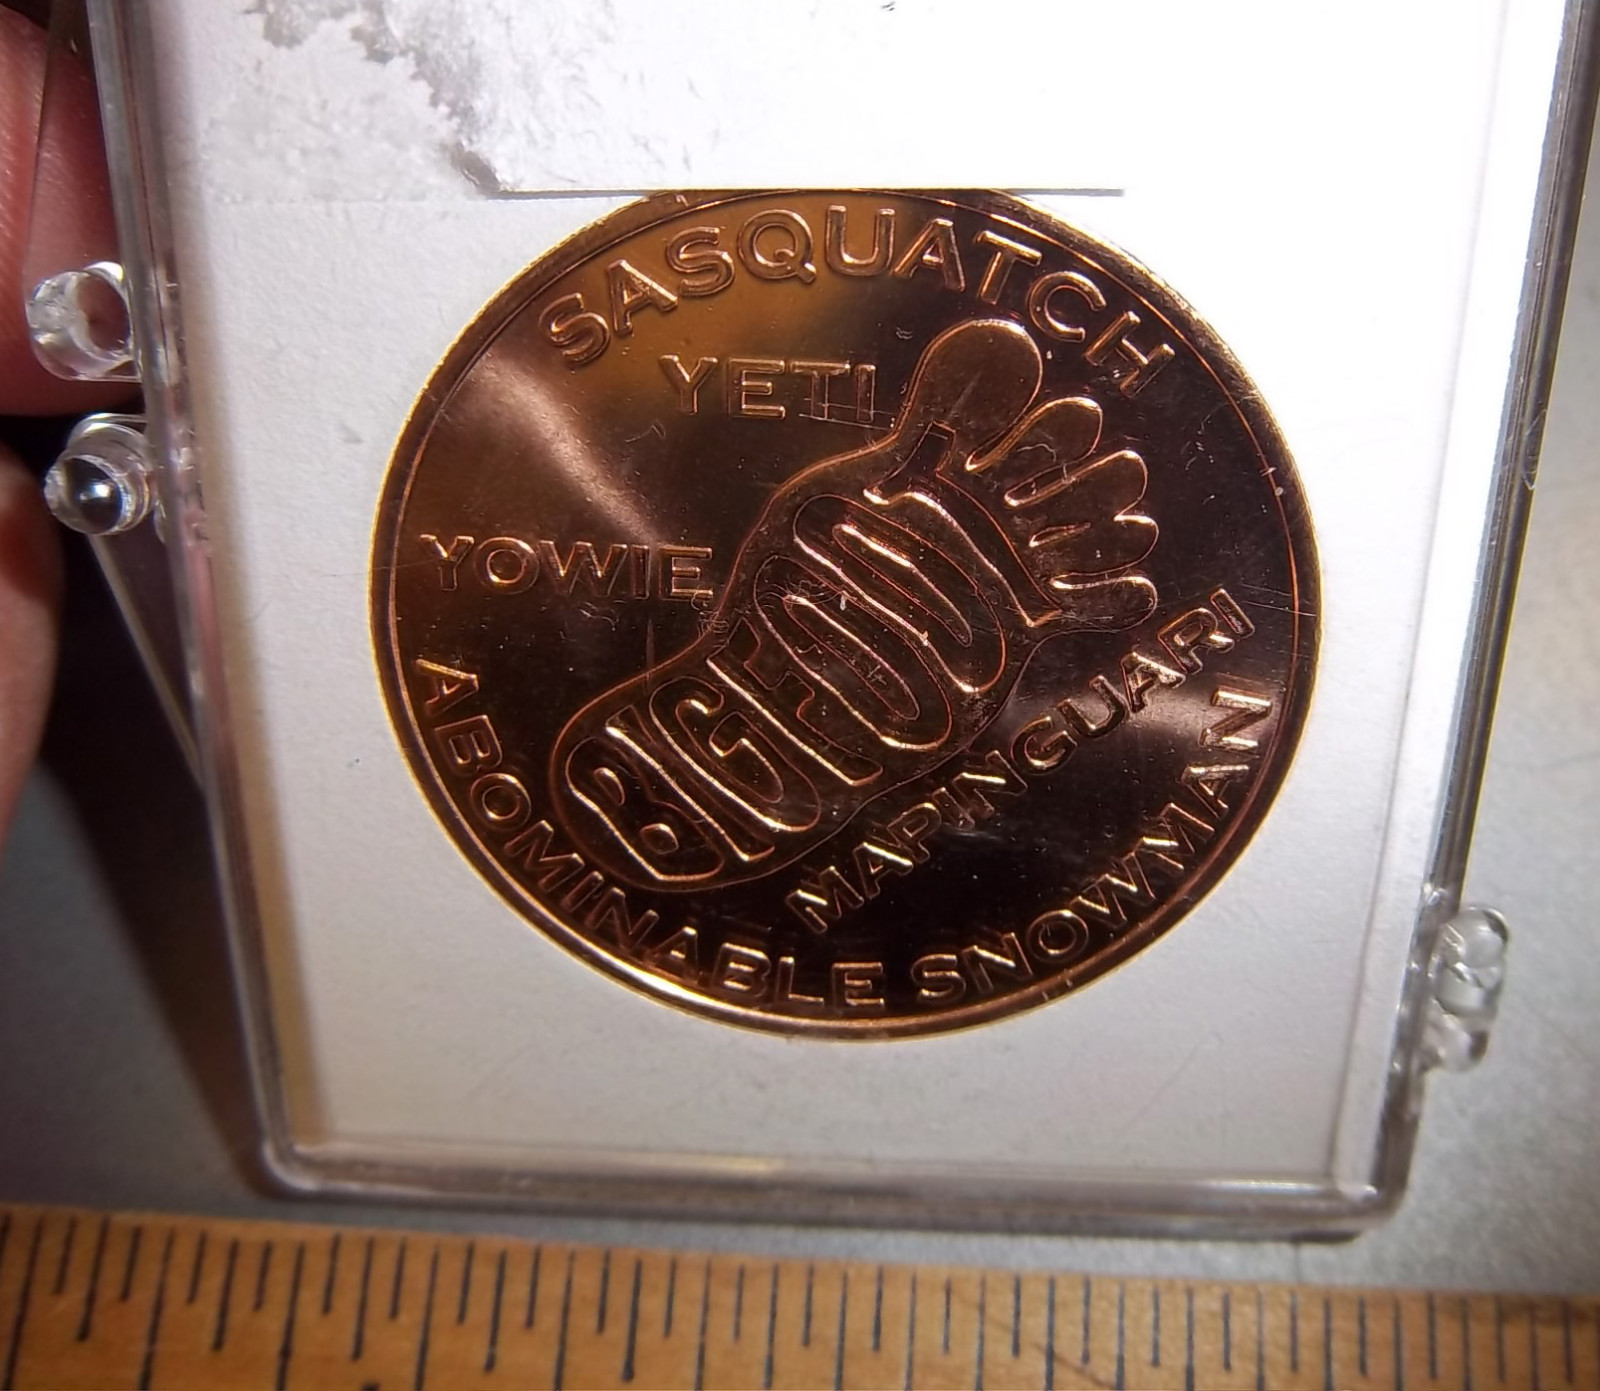 SASQUATCH
YETI
YOWIE
BIGFOOT
MAPINGUARI
ABOMINABLE SNOWMAN